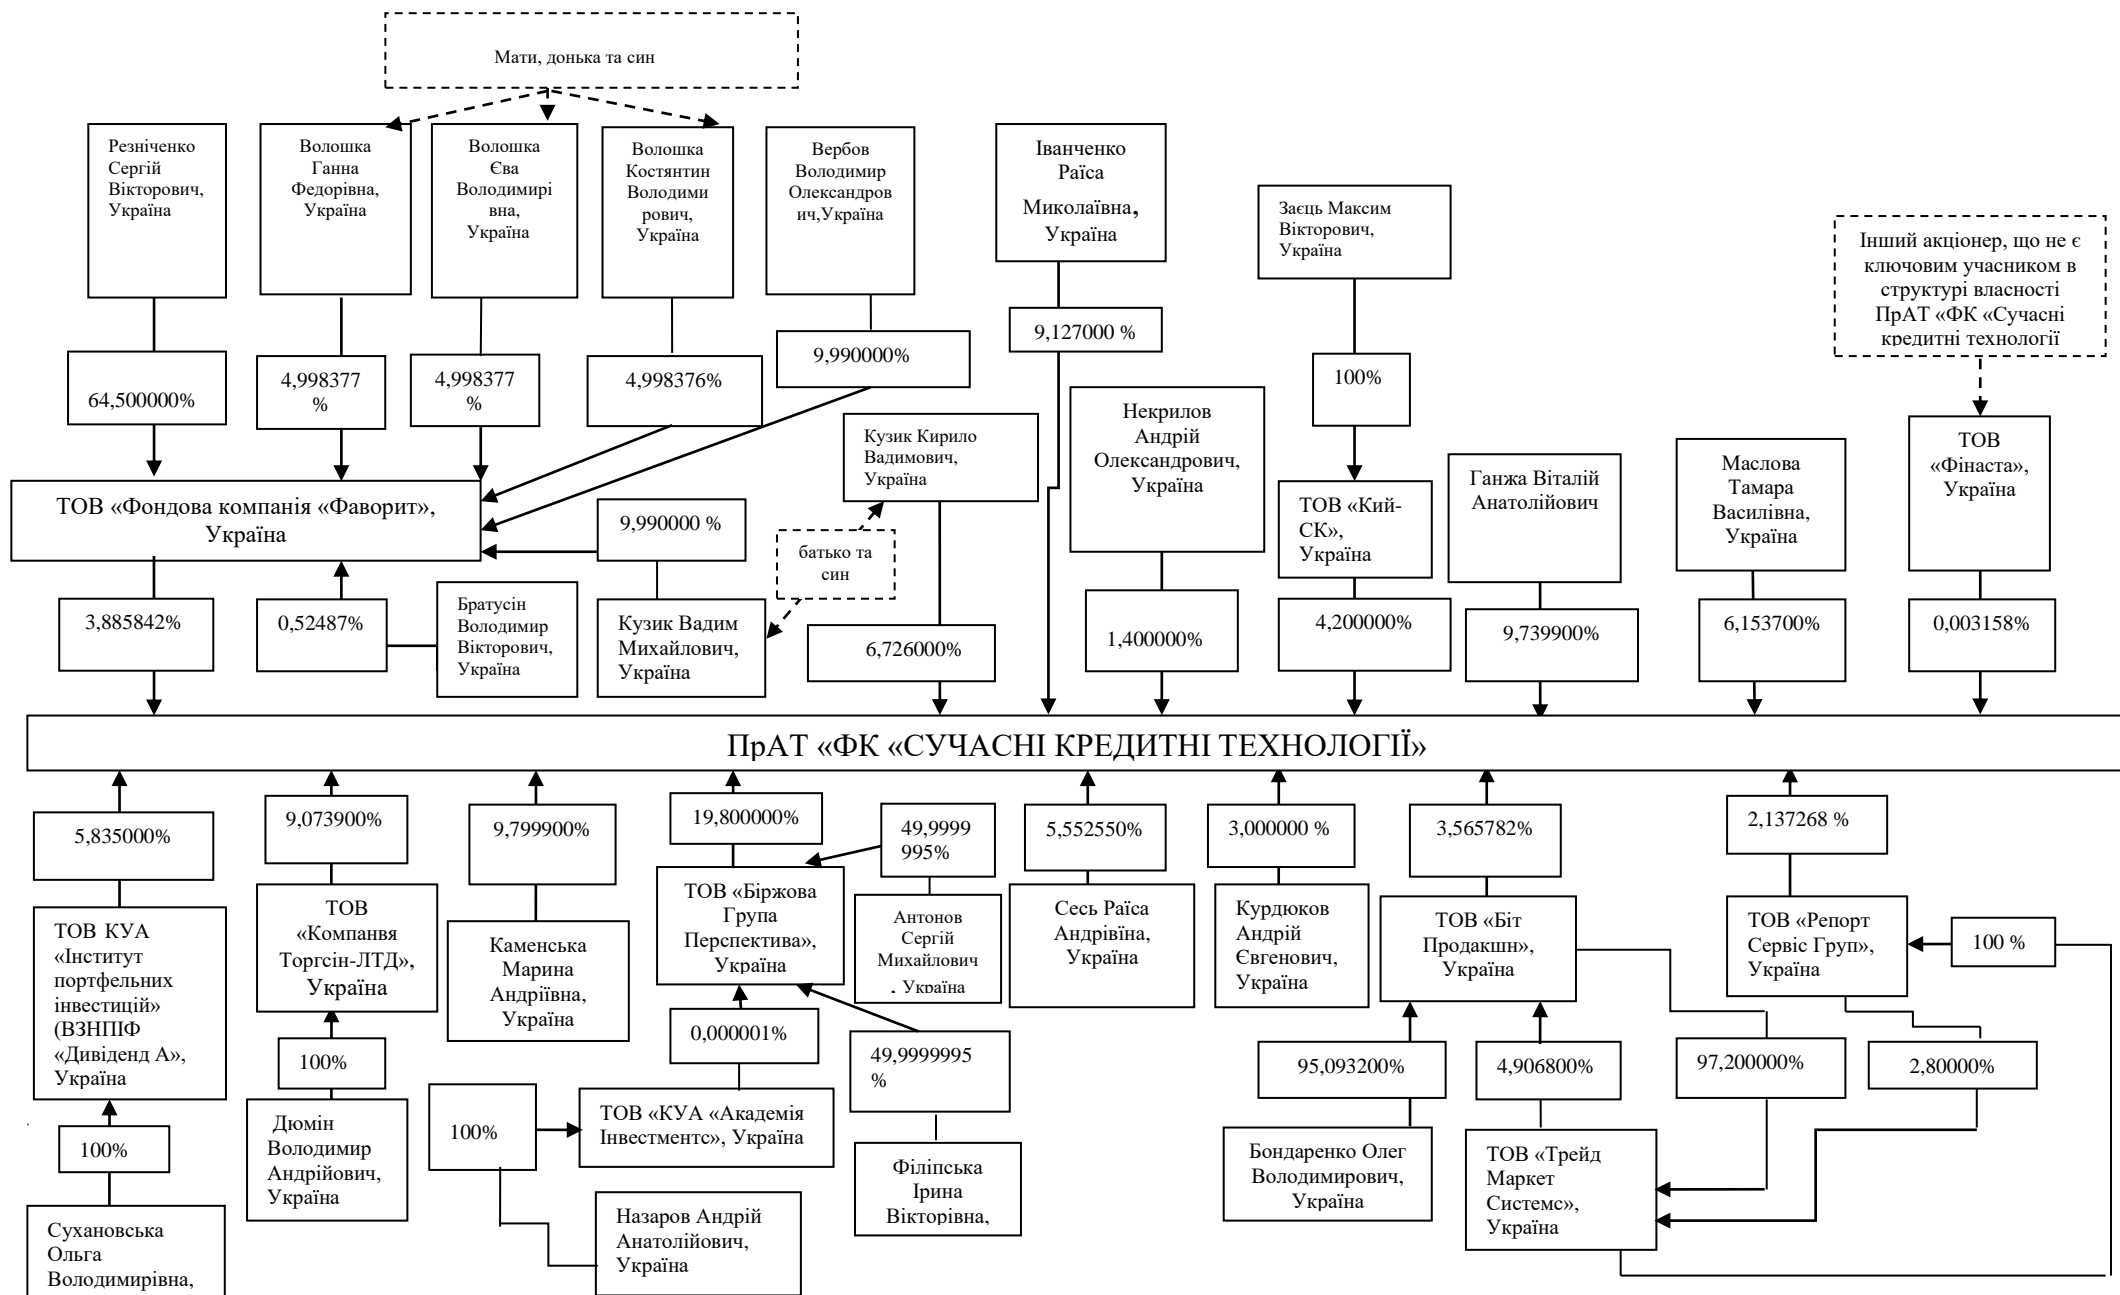 Мати, донька та син
Резніченко
Сергій
Вікторович,
Україна
Волошка
Ганна
Федорівна,
Україна
Волошка
Єва
Володимирі
вна,
Україна
Волошка
Костянтин
Володими
рович,
Україна
Вербов
Володимир
Олександров
ич,Україна
Іванченко
Раїса
Миколаївна,
Україна
Заєць Максим
Вікторович,
Україна
Інший акціонер, що не є
ключовим учасником в
структурі власності
ПрАТ «ФК «Сучасні
кредитні технології
64,500000%
4,998377
%
4,998377
%
4,998376%
9,990000%
9,127000 %
100%
Кузик Кирило
Вадимович,
Україна
Некрилов
Андрій
Олександрович,
Україна
ТОВ «Кий-
СК»,
Україна
Ганжа Віталій
Анатолійович
Маслова
Тамара
Василівна,
Україна
ТОВ
«Фінаста»,
Україна
ТОВ «Фондова компанія «Фаворит»,
Україна
9,990000 %
батько та
син
3,885842%
0,52487%
Братусін
Володимир
Вікторович,
Україна
Кузик Вадим
Михайлович,
Україна
6,726000%
1,400000%
4,200000%
9,739900%
6,153700%
0,003158%
ПрАТ «ФК «СУЧАСНІ КРЕДИТНІ ТЕХНОЛОГІЇ»
5,835000%
9,073900%
9,799900%
19,800000%
49,9999
995%
5,552550%
3,000000 %
3,565782%
2,137268 %
ТОВ КУА
«Інститут
портфельних
інвестицій»
(ВЗНПІФ
«Дивіденд А»,
Україна
ТОВ
«Компанвя
Торгсін-ЛТД»,
Україна
Каменська
Марина
Андріївна,
Україна
ТОВ «Біржова
Група
Перспектива»,
Україна
Антонов
Сергій
Михайлович
, Україна
Сесь Раїса
Андрівїна,
Україна
Курдюков
Андрій
Євгенович,
Україна
ТОВ «Біт
Продакшн»,
Україна
ТОВ «Репорт
Сервіс Груп»,
Україна
100 %
100%
0,000001%
49,9999995
%
95,093200%
4,906800%
97,200000%
2,80000%
100%
Дюмін
Володимир
Андрійович,
Україна
100%
ТОВ «КУА «Академія
Інвестментс», Україна
Філіпська
Ірина
Вікторівна,
Бондаренко Олег
Володимирович,
Україна
ТОВ «Трейд
Маркет
Системс»,
Україна
Сухановська
Ольга
Володимирівна,
Назаров Андрій
Анатолійович,
Україна